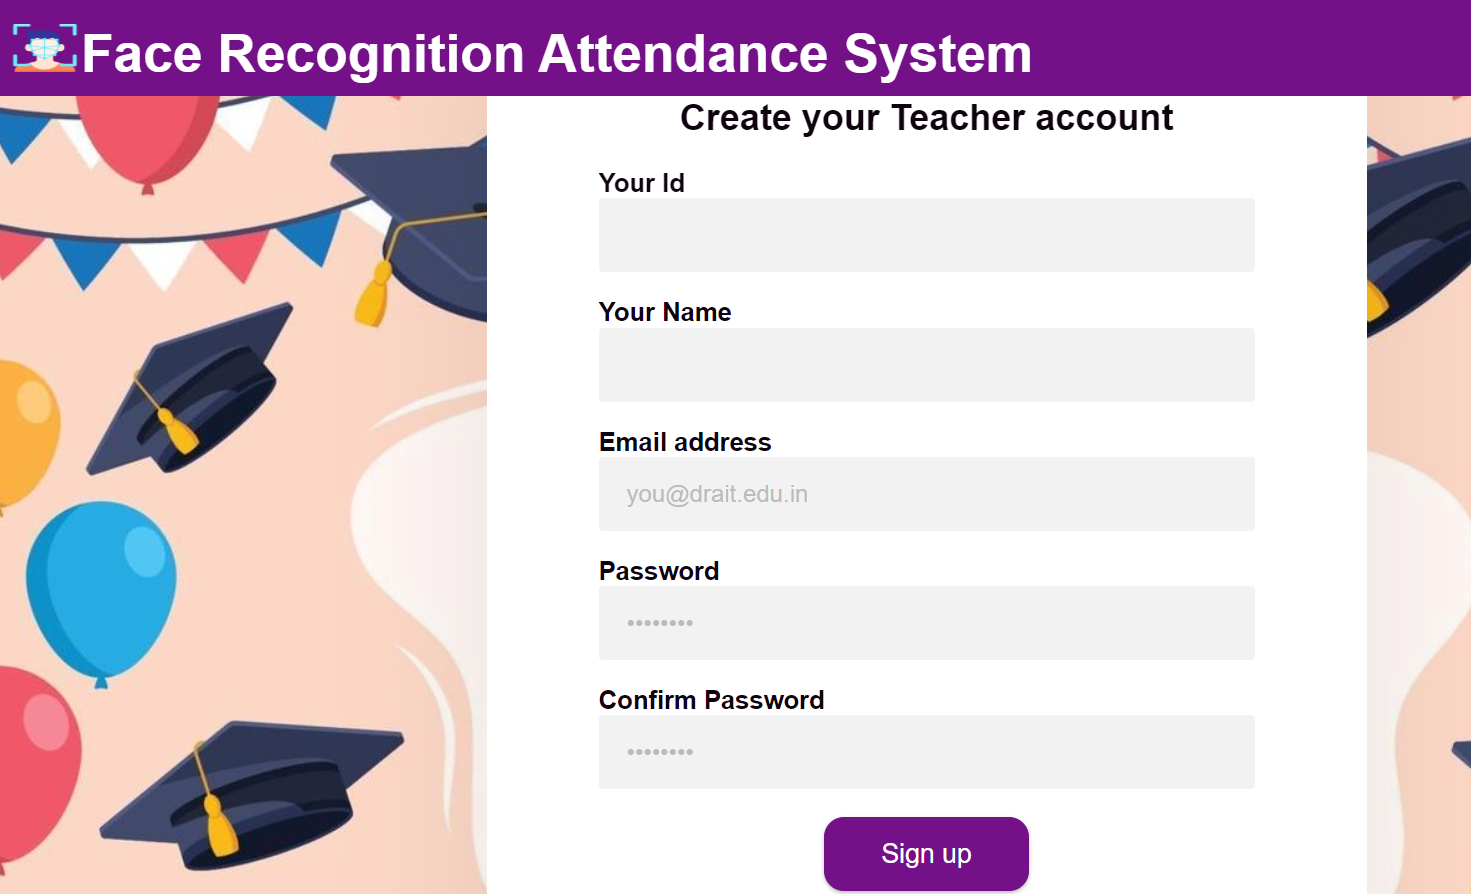 Face Recognition Attendance System
Create your Teacher account
Your Id
Your Name
Email address
you@drait.edu.in
Password
••••••••
Confirm Password
••••••••
Sign up